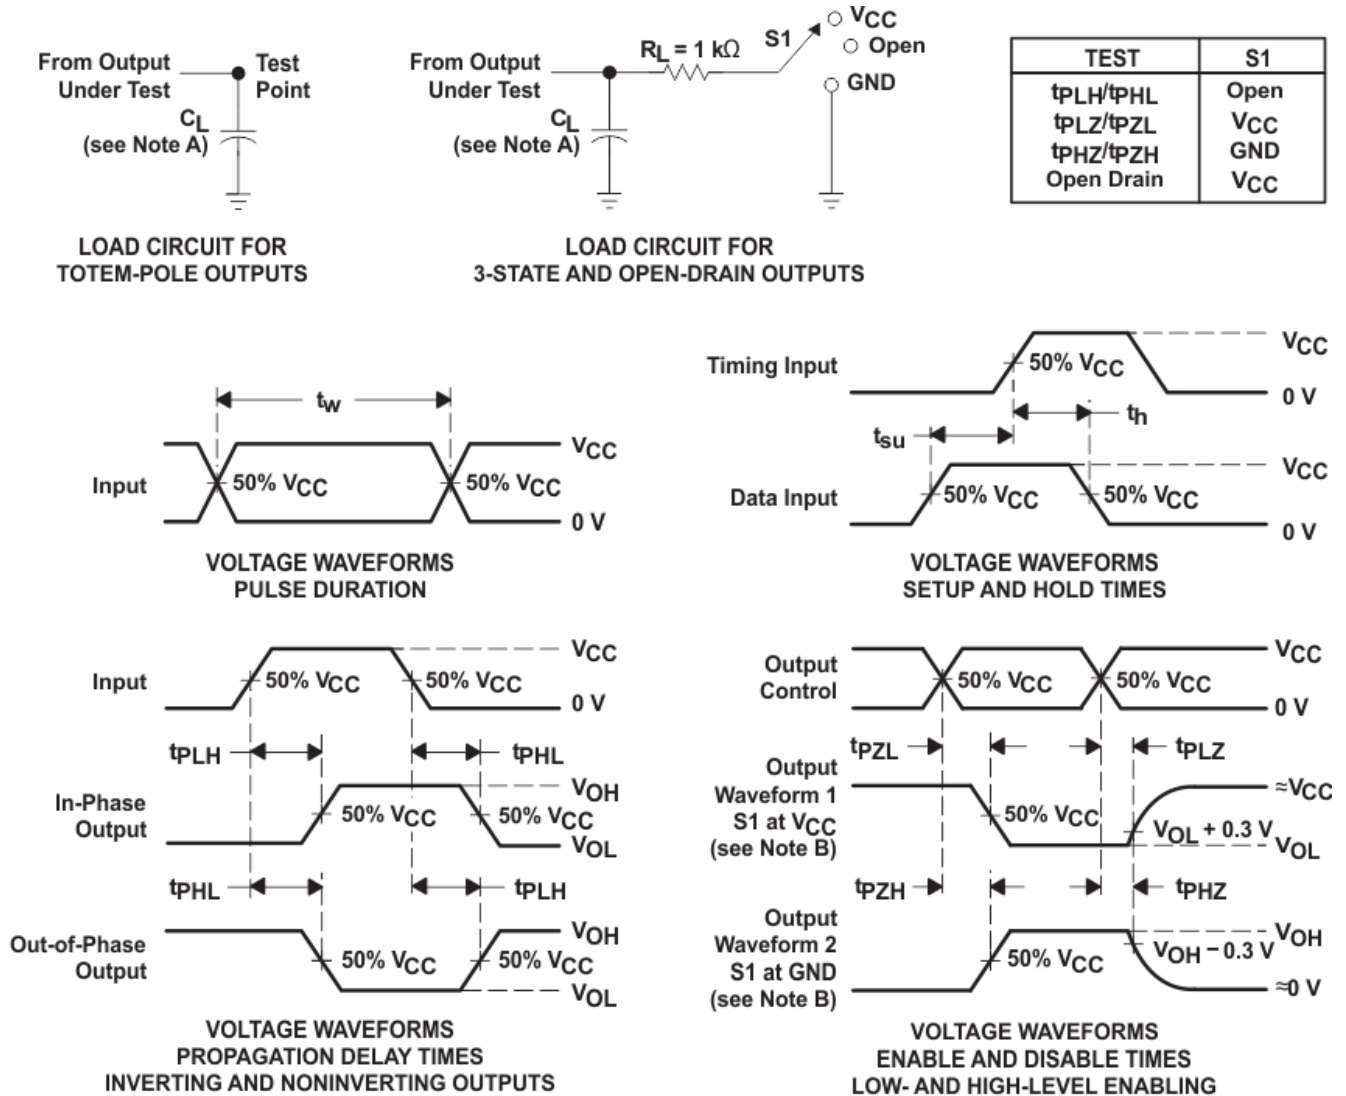 From Output
Under Test
Test
Point
CL
(see Note A)
LOAD CIRCUIT FOR
TOTEM-POLE OUTPUTS
From Output
Under Test
RL = 1 kΩ
S1
VCC
Open
GND
CL
(see Note A)
LOAD CIRCUIT FOR
3-STATE AND OPEN-DRAIN OUTPUTS
TEST S1
tPLH/tPHL Open
tPLZ/tPZL VCC
tPHZ/tPZH GND
Open Drain VCC
tw
Input
50% VCC
50% VCC
VCC
0 V
VOLTAGE WAVEFORMS
PULSE DURATION
Timing Input
50% VCC
VCC
0 V
th
tsu
Data Input
50% VCC
50% VCC
VCC
0 V
VOLTAGE WAVEFORMS
SETUP AND HOLD TIMES
Input
50% VCC
50% VCC
VCC
0 V
tPLH
tPHL
In-Phase
Output
50% VCC
50% VCC
VOH
VOL
tPHL
tPLH
Out-of-Phase
Output
50% VCC
50% VCC
VOH
VOL
VOLTAGE WAVEFORMS
PROPAGATION DELAY TIMES
INVERTING AND NONINVERTING OUTPUTS
Output
Control
50% VCC
50% VCC
VCC
0 V
tPZL
tPLZ
Output
Waveform 1
S1 at VCC
(see Note B)
50% VCC
VOL + 0.3 V
≈VCC
VOL
tPZH
tPHZ
Output
Waveform 2
S1 at GND
(see Note B)
50% VCC
VOH − 0.3 V
VOH
≈0 V
VOLTAGE WAVEFORMS
ENABLE AND DISABLE TIMES
LOW- AND HIGH-LEVEL ENABLING